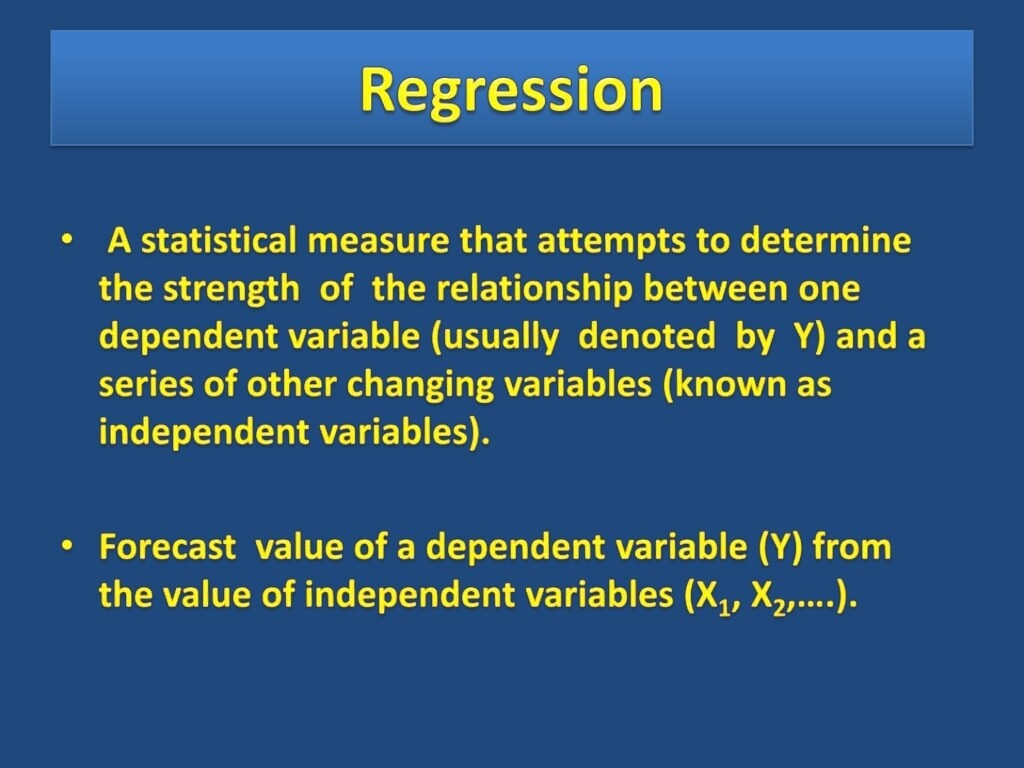 Regression
• A statistical measure that attempts to determine
the strength of the relationship between one
dependent variable (usually denoted by Y) and a
series of other changing variables (known as
independent variables).
• Forecast value of a dependent variable (Y) from
the value of independent variables (X₁, X₂,….).